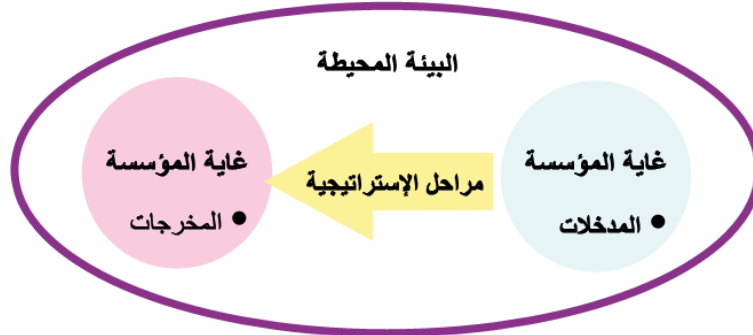 البيئة المحيطة
غاية المؤسسة
● المدخلات
مراحل الإستراتيجية
غاية المؤسسة
● المخرجات